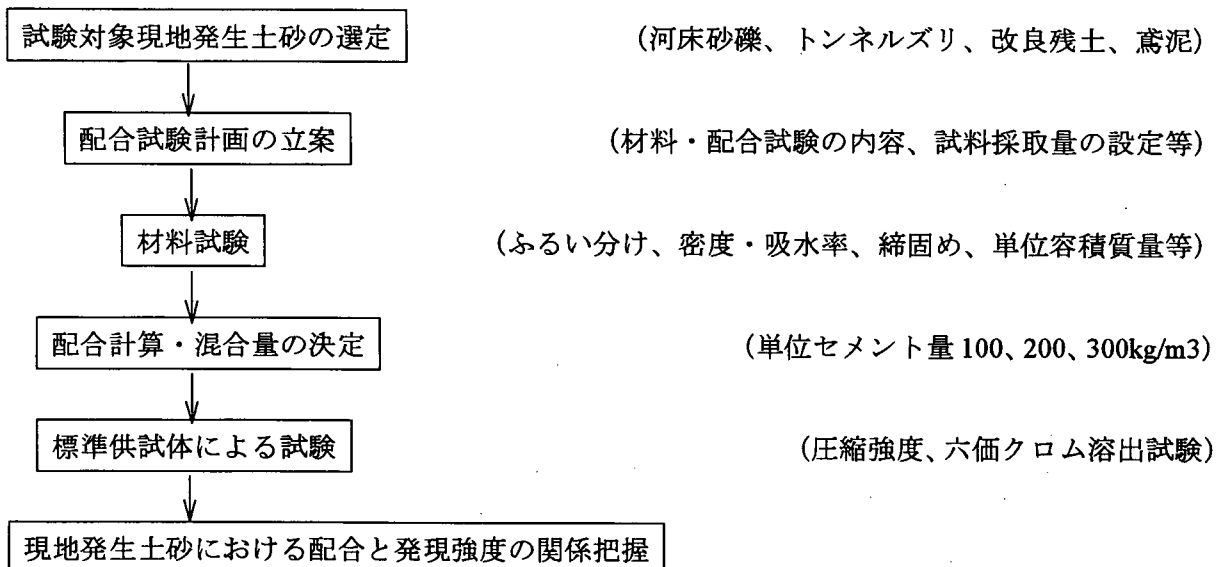 試験対象現地発生土砂の選定 (河床砂礫、トンネルズリ、改良残土、鳶泥)
配合試験計画の立案 (材料・配合試験の内容、試料採取量の設定等)
材料試験 (ふるい分け、密度・吸水率、締固め、単位容積質量等)
配合計算・混合量の決定 (単位セメント量 100、200、300kg/m3)
標準供試体による試験 (圧縮強度、六価クロム溶出試験)
現地発生土砂における配合と発現強度の関係把握